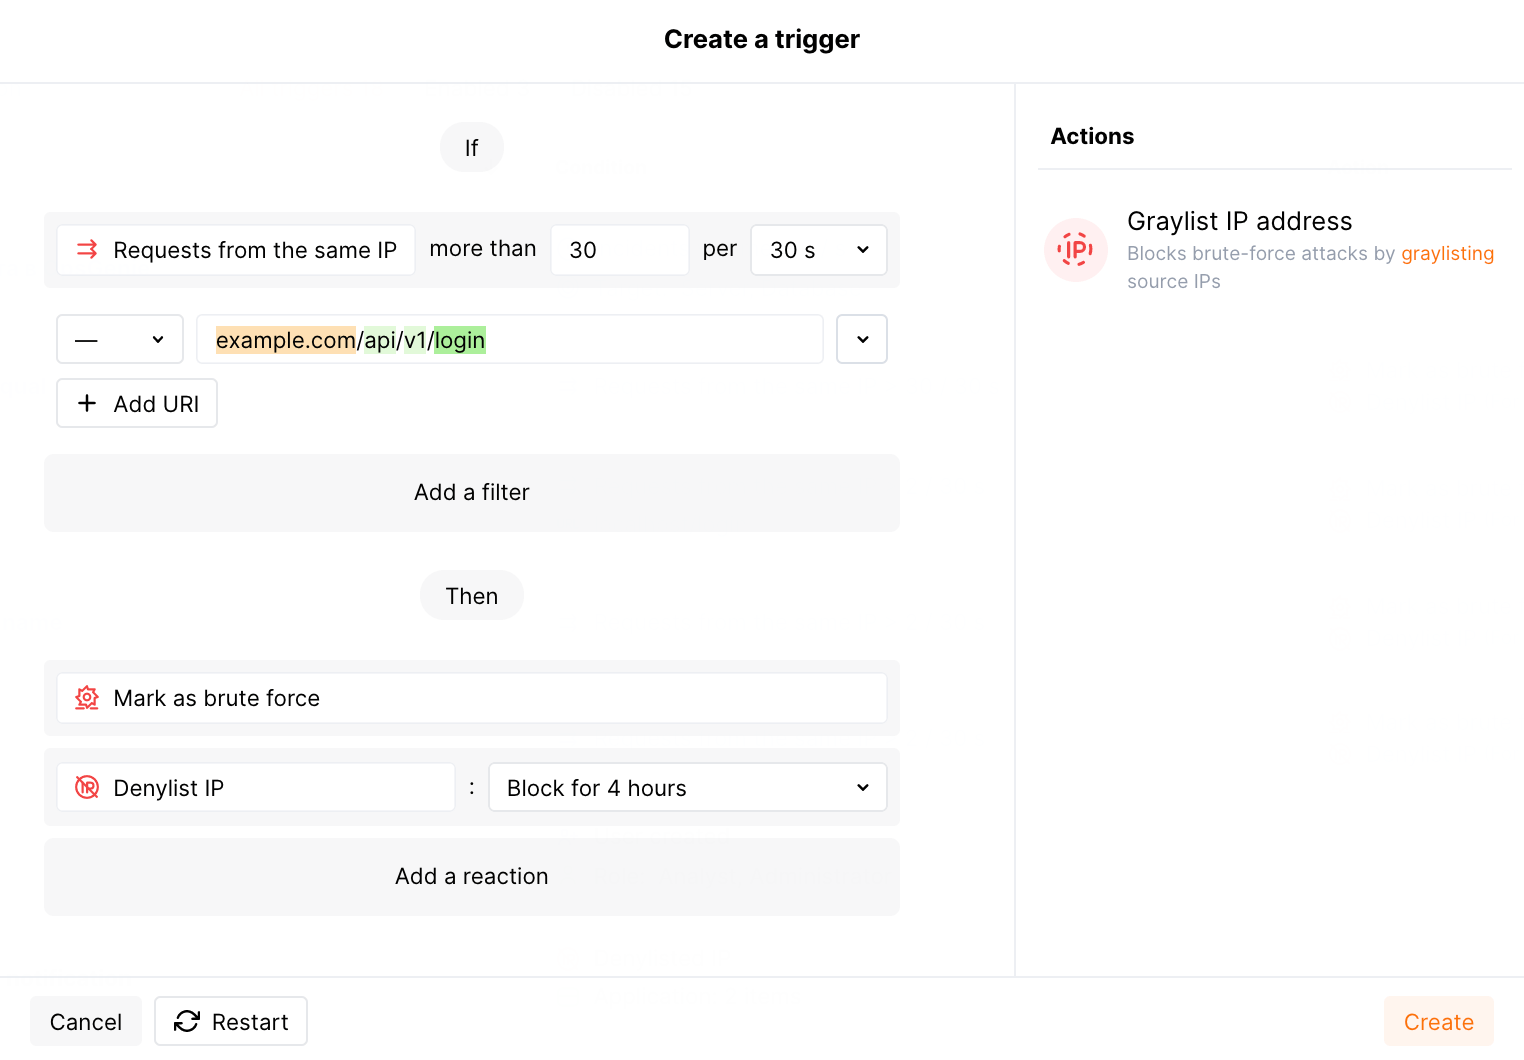 Create a trigger
If
Requests from the same IP more than 30 per 30 s
— example.com/api/v1/login
+ Add URI
Add a filter
Then
Mark as brute force
Denylist IP : Block for 4 hours
Add a reaction
Actions
IP
Graylist IP address
Blocks brute-force attacks by graylisting
source IPs
Cancel
Restart
Create